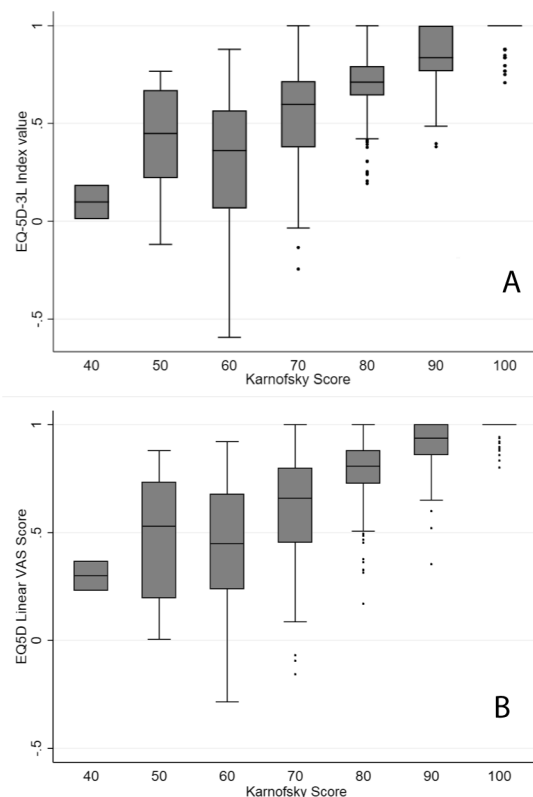 EQ-5D-3L Index value
1
.5
0
-.5
40 50 60 70 80 90 100
Karnofsky Score
A
EQ5D Linear VAS Score
1
.5
0
-.5
40 50 60 70 80 90 100
Karnofsky Score
B